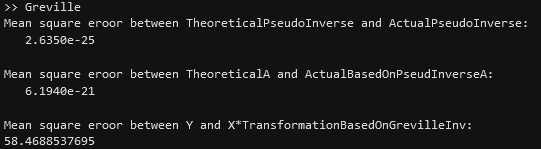 >> Greville
Mean square eroor between TheoreticalPseudoInverse and ActualPseudoInverse:
2.6350e-25
Mean square eroor between TheoreticalA and ActualBasedOnPseudInverseA:
6.1940e-21
Mean square eroor between Y and X*TransformationBasedOnGrevilleInv:
58.4688537695